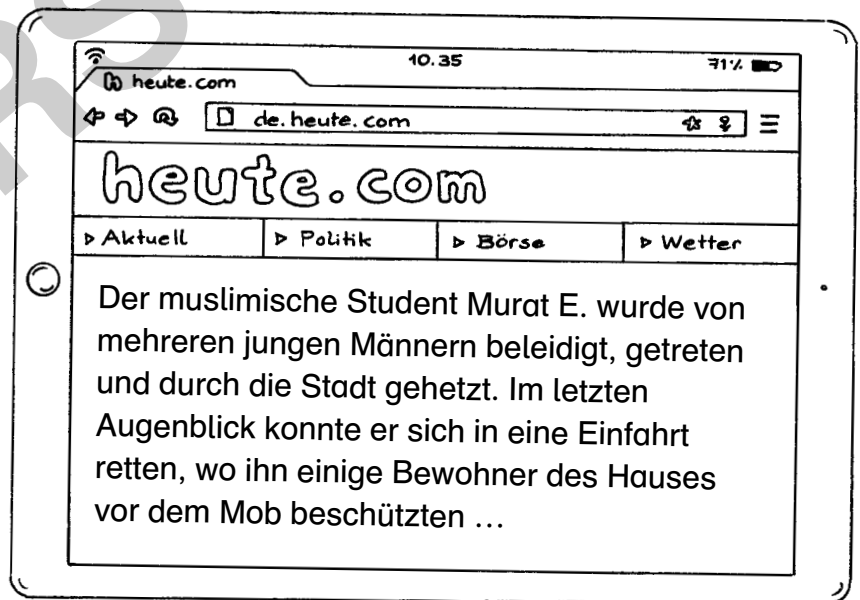 10.35
71%
heute.com
de.heute.com
heute.com
Aktuell
Politik
Börse
Wetter
Der muslimische Student Murat E. wurde von
mehreren jungen Männern beleidigt, getreten
und durch die Stadt gehetzt. Im letzten
Augenblick konnte er sich in eine Einfahrt
retten, wo ihn einige Bewohner des Hauses
vor dem Mob beschützten …